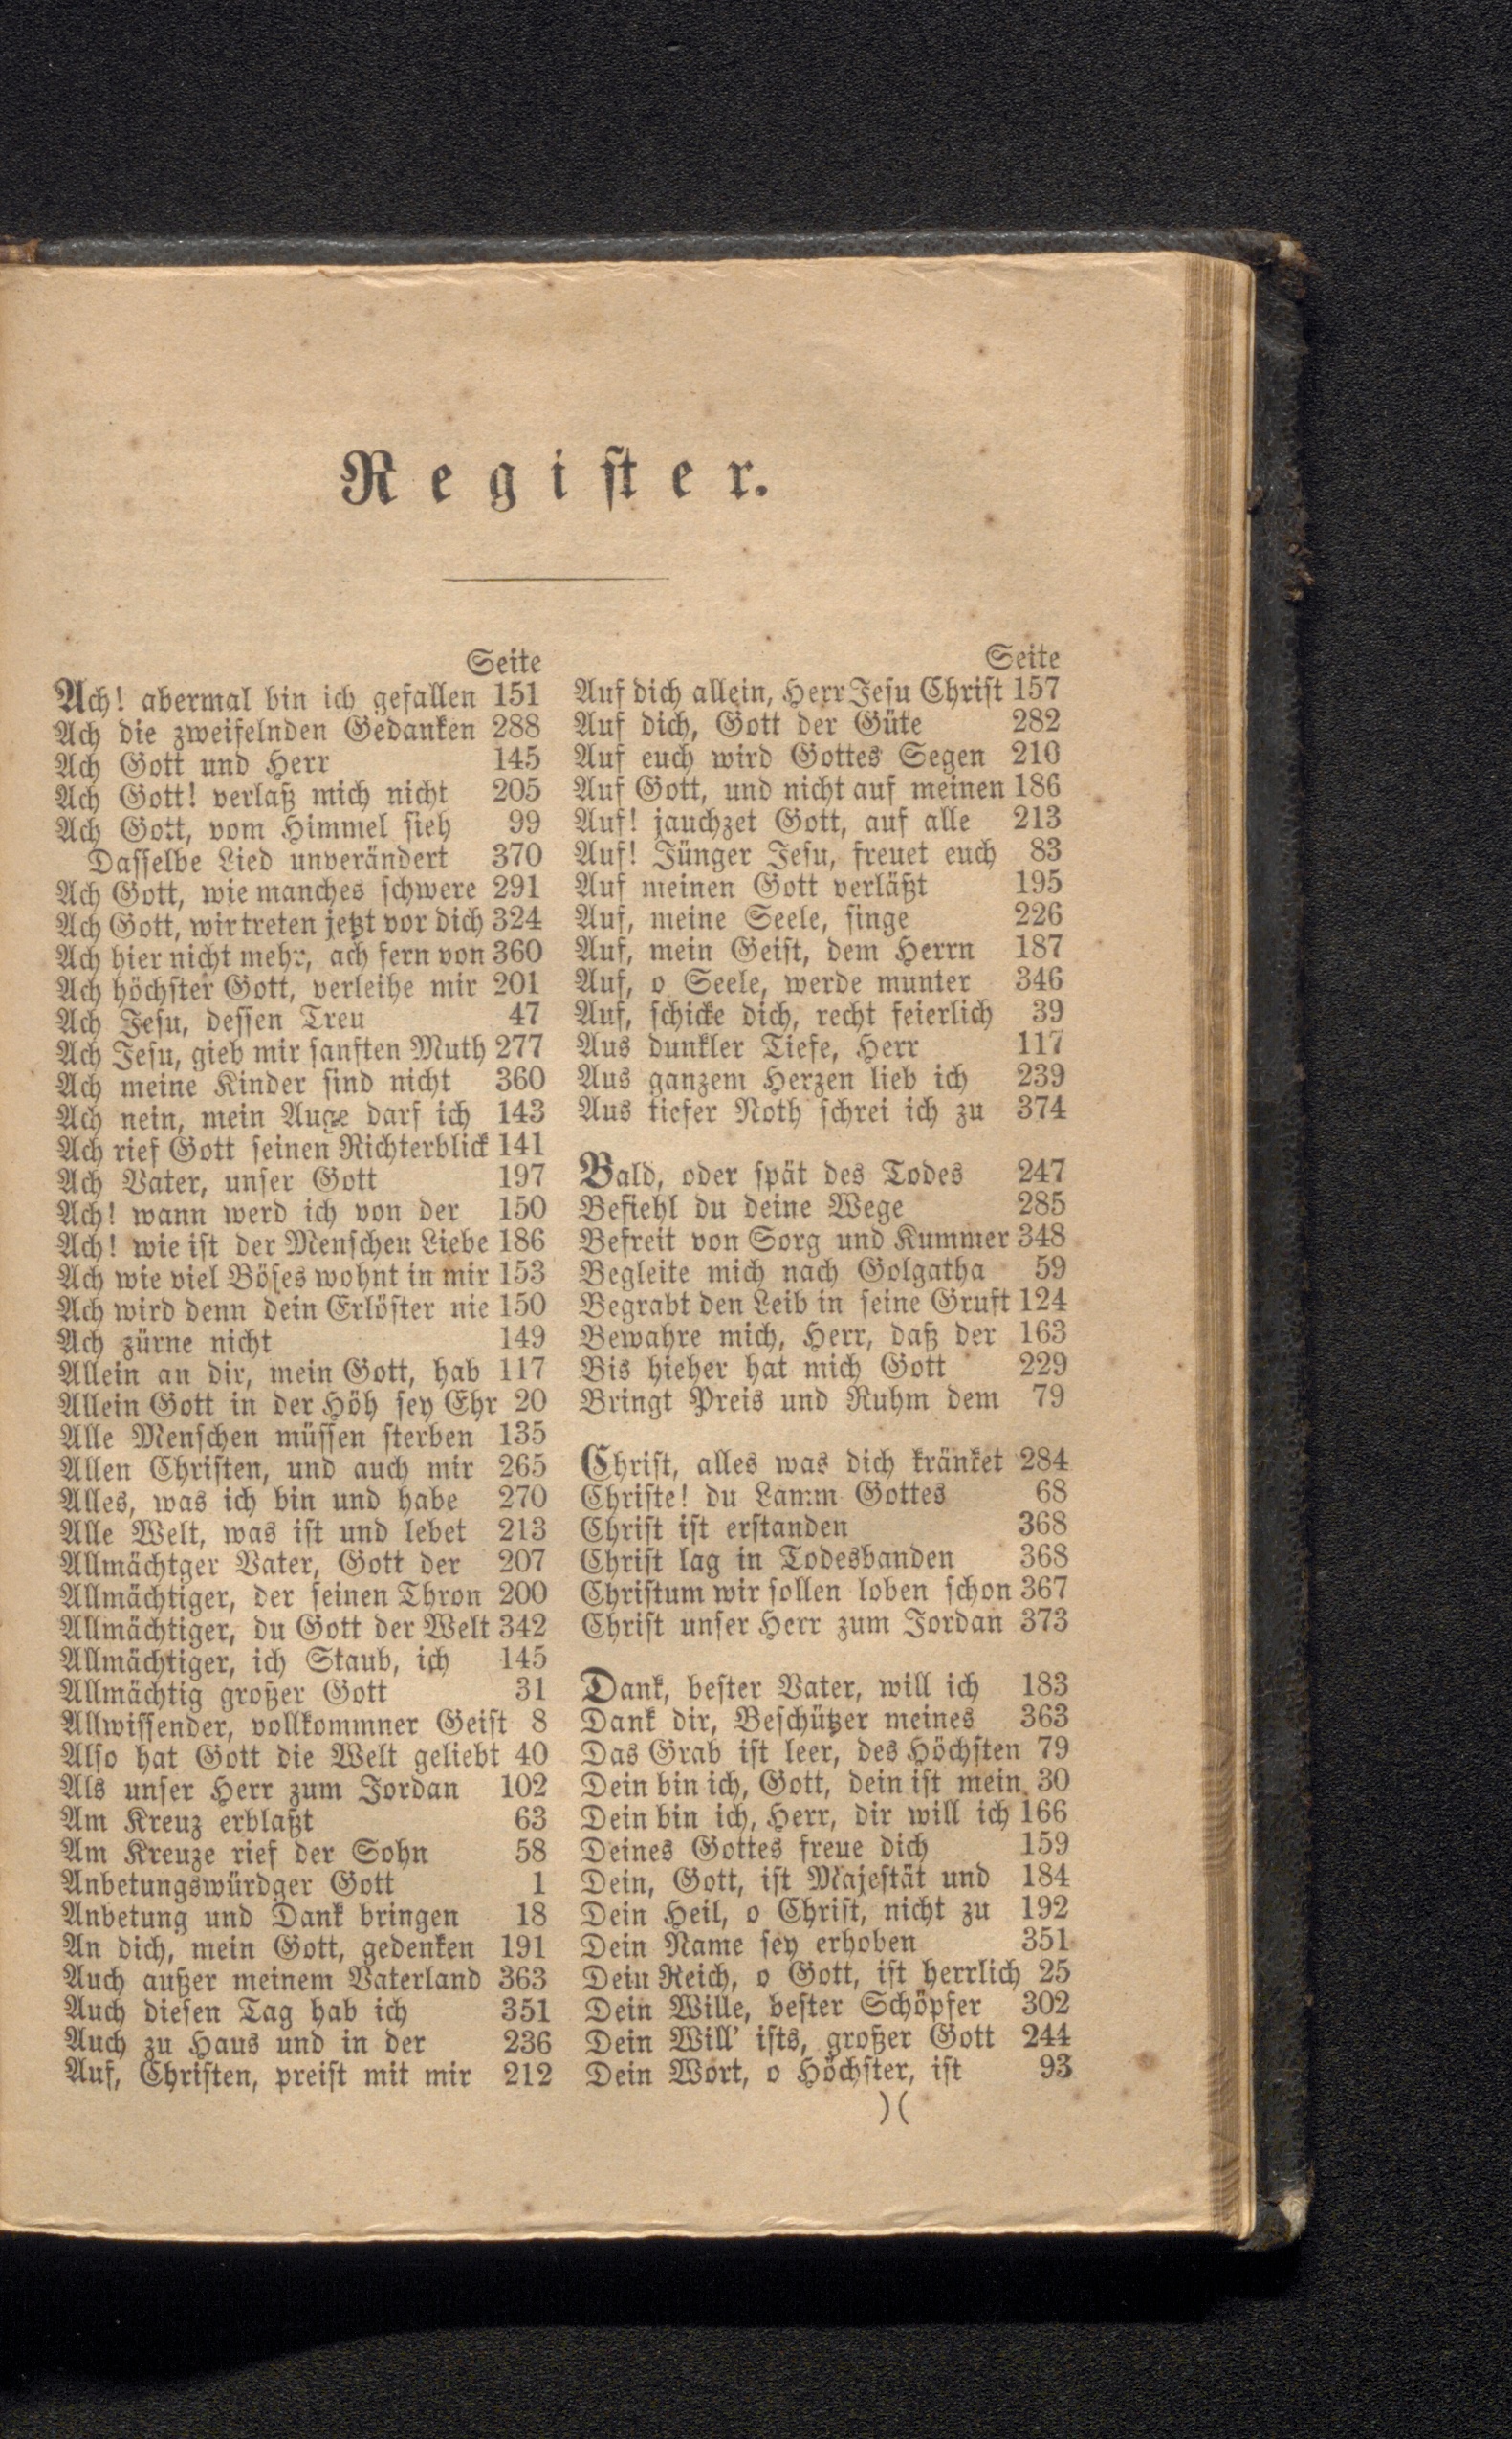 Register.
Seite
Ach! abermal bin ich gefallen 151
Ach die zweifelnden Gedanken 288
Ach Gott und Herr 145
Ach Gott! verlaß mich nicht 205
Ach Gott, vom Himmel sieh 99
Dasselbe Lied unverändert 370
Ach Gott, wie manches schwere 291
Ach Gott, wir treten jetzt vor dich 324
Ach hier nicht mehr, ach fern von 360
Ach höchster Gott, verleihe mir 201
Ach Jesu, dessen Treu 47
Ach Jesu, gieb mir sanften Muth 277
Ach meine Kinder sind nicht 360
Ach nein, mein Auge darf ich 143
Ach rief Gott seinen Richterblick 141
Ach Vater, unser Gott 197
Ach! wann werd ich von der 150
Ach! wie ist der Menschen Liebe 186
Ach wie viel Böses wohnt in mir 153
Ach wird denn dein Erlöster nie 150
Ach zürne nicht 149
Allein an dir, mein Gott, hab 117
Allein Gott in der Höh sey Ehr 20
Alle Menschen müssen sterben 135
Allen Christen, und auch mir 265
Alles, was ich bin und habe 270
Alle Welt, was ist und lebet 213
Allmächtger Vater, Gott der 207
Allmächtiger, der seinen Thron 200
Allmächtiger, du Gott der Welt 342
Allmächtiger, ich Staub, ich 145
Allmächtig großer Gott 31
Allwissender, vollkommner Geist 8
Also hat Gott die Welt geliebt 40
Als unser Herr zum Jordan 102
Am Kreuz erblaßt 63
Am Kreuze rief der Sohn 58
Anbetungswürdger Gott 1
Anbetung und Dank bringen 18
An dich, mein Gott, gedenken 191
Auch außer meinem Vaterland 363
Auch diesen Tag hab ich 351
Auch zu Haus und in der 236
Auf, Christen, preist mit mir 212
Seite
Auf dich allein, Herr Jesu Christ 157
Auf dich, Gott der Güte 282
Auf euch wird Gottes Segen 210
Auf Gott, und nicht auf meinen 186
Auf! jauchzet Gott, auf alle 213
Auf! Jünger Jesu, freuet euch 83
Auf meinen Gott verläßt 195
Auf, meine Seele, singe 226
Auf, mein Geist, dem Herrn 187
Auf, o Seele, werde munter 346
Auf, schicke dich, recht feierlich 39
Aus dunkler Tiefe, Herr 117
Aus ganzem Herzen lieb ich 239
Aus tiefer Noth schrei ich zu 374
Bald, oder spät des Todes 247
Befiehl du deine Wege 285
Befreit von Sorg und Kummer 348
Begleite mich nach Golgatha 59
Begrabt den Leib in seine Gruft 124
Bewahre mich, Herr, daß der 163
Bis hieher hat mich Gott 229
Bringt Preis und Ruhm dem 79
Christ, alles was dich kränket 284
Christe! du Lamm Gottes 68
Christ ist erstanden 368
Christ lag in Todesbanden 368
Christum wir sollen loben schon 367
Christ unser Herr zum Jordan 373
Dank, bester Vater, will ich 183
Dank dir, Beschützer meines 363
Das Grab ist leer, des Höchsten 79
Dein bin ich, Gott, dein ist mein 30
Dein bin ich, Herr, dir will ich 166
Deines Gottes freue dich 159
Dein, Gott, ist Majestät und 184
Dein Heil, o Christ, nicht zu 192
Dein Name sey erhoben 351
Dein Reich, o Gott, ist herrlich 25
Dein Wille, bester Schöpfer 302
Dein Will' ists, großer Gott 244
Dein Wort, o Höchster, ist 93
)(